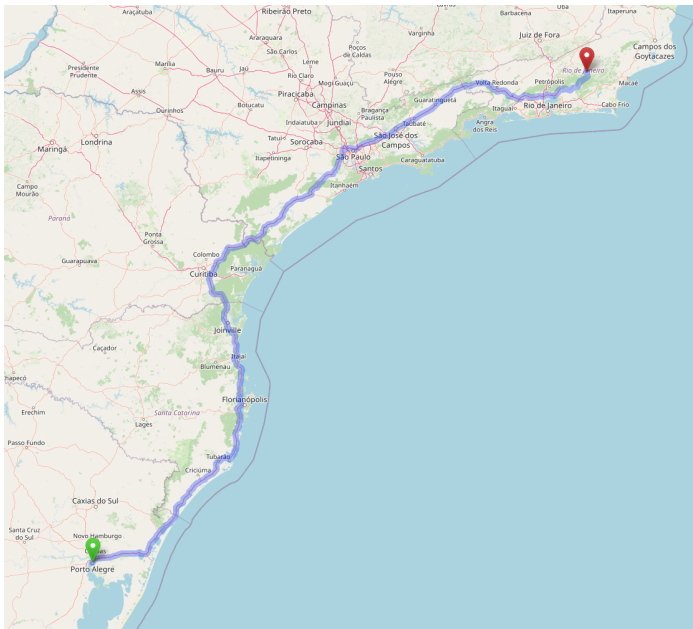 Araçatuba
Ribeirão Preto
Barbacena
Ubá
Itaperuna
Varginha
Araraquara
São Carlos
Poços
de Caldas
Juiz de Fora
Campos dos
Goytacazes
Marília
Bauru
Jaú
Leme
Presidente
Prudente
Rio Claro
Mogi Guaçu
Pouso
Alegre
Volta Redonda
Petrópolis
Rio de Janeiro
Macaé
Assis
Botucatu
Piracicaba
Campinas
Bragança
Paulista
Guaratinguetá
Itaguaí
Rio de Janeiro
Cabo Frio
Ourinhos
Indaiatuba
Jundiaí
Taubaté
Angra
dos Reis
Londrina
Tatuí
Sorocaba
São José dos
Campos
Maringá
Itapetininga
São Paulo
Caraguatatuba
Santos
Itanhaém
Campo
Mourão
Paraná
Ponta
Grossa
Colombo
Guarapuava
Curitiba
Paranaguá
Joinville
Caçador
Itajaí
Blumenau
Chapecó
Florianópolis
Erechim
Santa Catarina
Lages
Passo Fundo
Tubarão
Criciúma
Caxias do Sul
Santa Cruz
do Sul
Novo Hamburgo
Porto Alegre